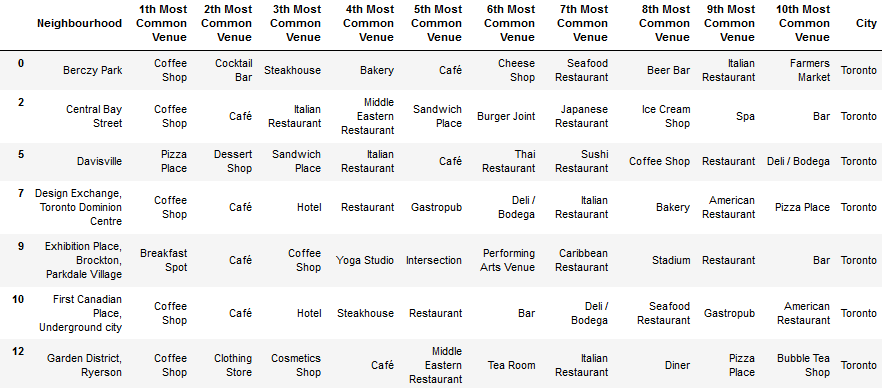 Neighbourhood 1th Most Common Venue 2th Most Common Venue 3th Most Common Venue 4th Most Common Venue 5th Most Common Venue 6th Most Common Venue 7th Most Common Venue 8th Most Common Venue 9th Most Common Venue 10th Most Common Venue City
0 Berczy Park Coffee Shop Cocktail Bar Steakhouse Bakery Café Cheese Shop Seafood Restaurant Beer Bar Italian Restaurant Farmers Market Toronto
2 Central Bay Street Coffee Shop Café Italian Restaurant Middle Eastern Restaurant Sandwich Place Burger Joint Japanese Restaurant Ice Cream Shop Spa Bar Toronto
5 Davisville Pizza Place Dessert Shop Sandwich Place Italian Restaurant Café Thai Restaurant Sushi Restaurant Coffee Shop Restaurant Deli / Bodega Toronto
7 Design Exchange, Toronto Dominion Centre Coffee Shop Café Hotel Restaurant Gastropub Deli / Bodega Italian Restaurant Bakery American Restaurant Pizza Place Toronto
9 Exhibition Place, Brockton, Parkdale Village Breakfast Spot Café Coffee Shop Yoga Studio Intersection Performing Arts Venue Caribbean Restaurant Stadium Restaurant Bar Toronto
10 First Canadian Place, Underground city Coffee Shop Café Hotel Steakhouse Restaurant Bar Deli / Bodega Seafood Restaurant Gastropub American Restaurant Toronto
12 Garden District, Ryerson Coffee Shop Clothing Store Cosmetics Shop Café Middle Eastern Restaurant Tea Room Italian Restaurant Diner Pizza Place Bubble Tea Shop Toronto